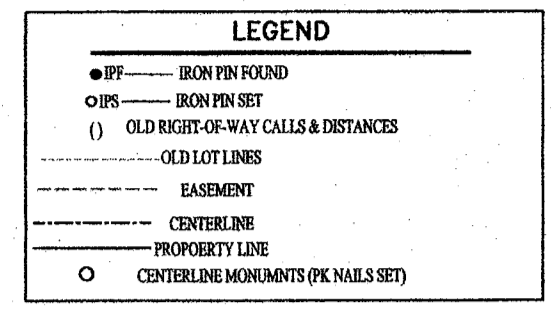 LEGEND
IPF IRON PIN FOUND
IPS IRON PIN SET
() OLD RIGHT-OF-WAY CALLS & DISTANCES
OLD LOT LINES
EASEMENT
CENTERLINE
PROPOERTY LINE
CENTERLINE MONUMNTS (PK NAILS SET)